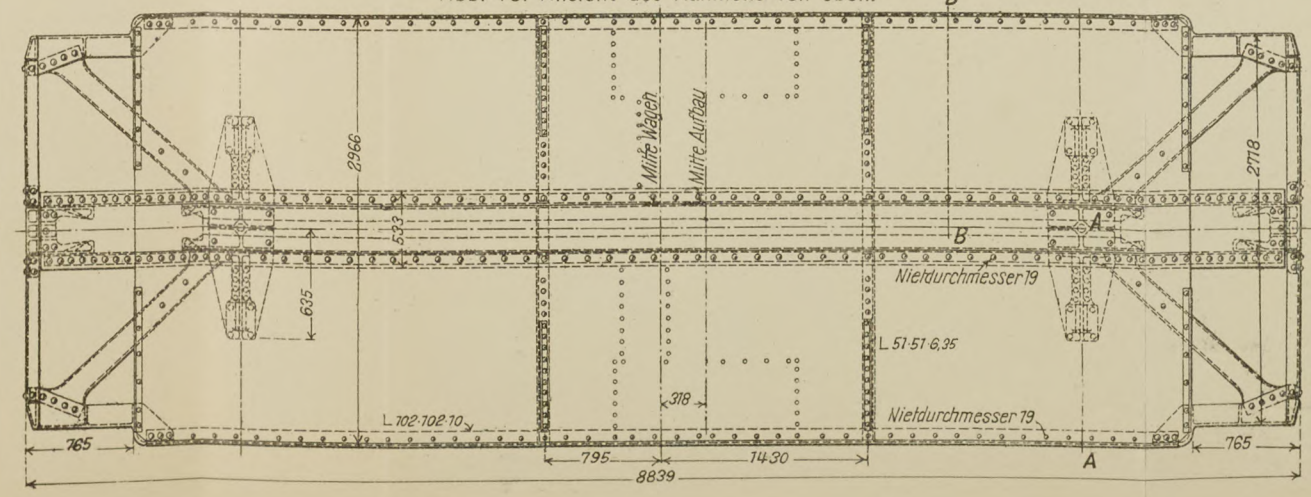 B
2966
Mitte Wagen
Mitte Aufbau
2718
533
B
A
Nietdurchmesser 19
635
L 51·51·6,35
318
L 102·102·10
Nietdurchmesser 19
765
765
795
1430
A
8839